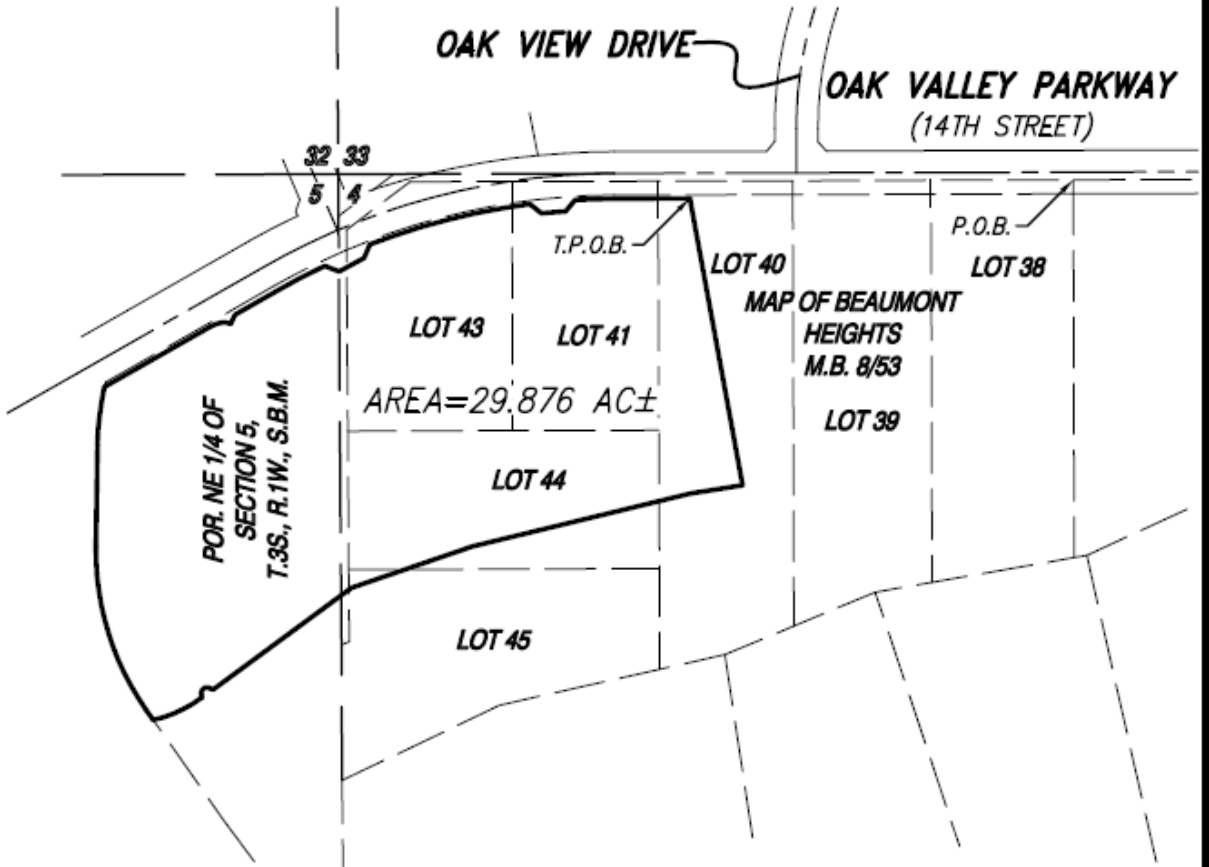 OAK VIEW DRIVE
OAK VALLEY PARKWAY
(14TH STREET)
32 33
5 4
T.P.O.B.
P.O.B.
LOT 40
LOT 38
MAP OF BEAUMONT
HEIGHTS
M.B. 8/53
LOT 43
LOT 41
AREA=29.876 AC±
LOT 39
POR. NE 1/4 OF
SECTION 5,
T.3S., R.1W., S.B.M.
LOT 44
LOT 45